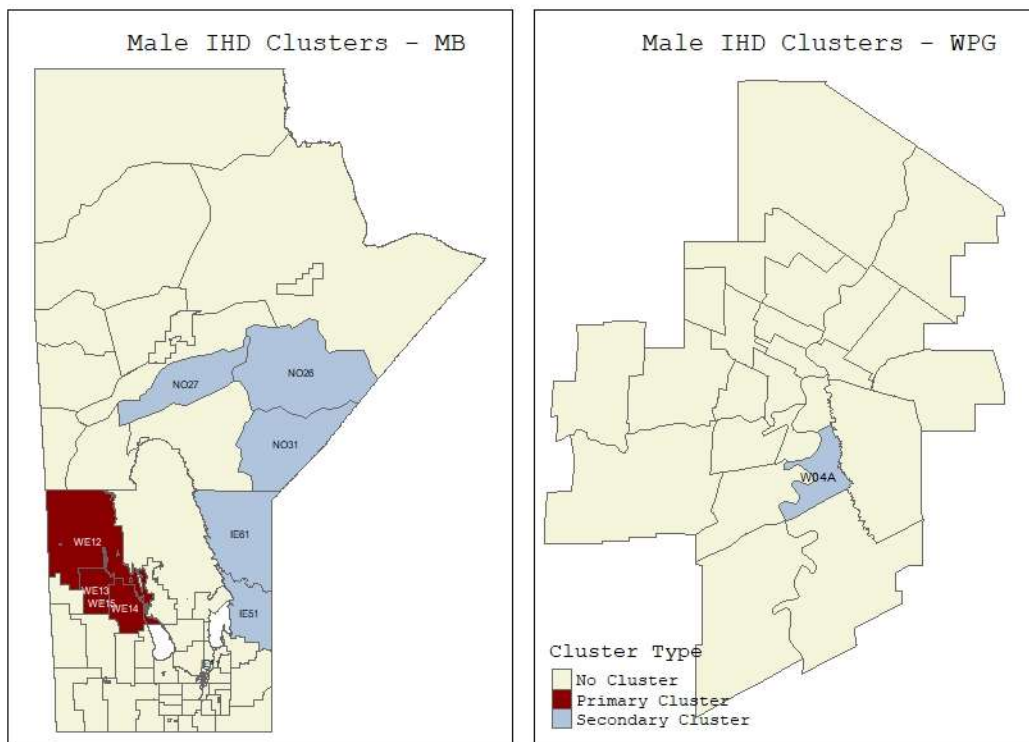 Male IHD Clusters - MB
NO27
NO26
NO31
IE61
WE12
WE13
WE15
WE14
IE51
Male IHD Clusters - WPG
W04A
Cluster Type
No Cluster
Primary Cluster
Secondary Cluster